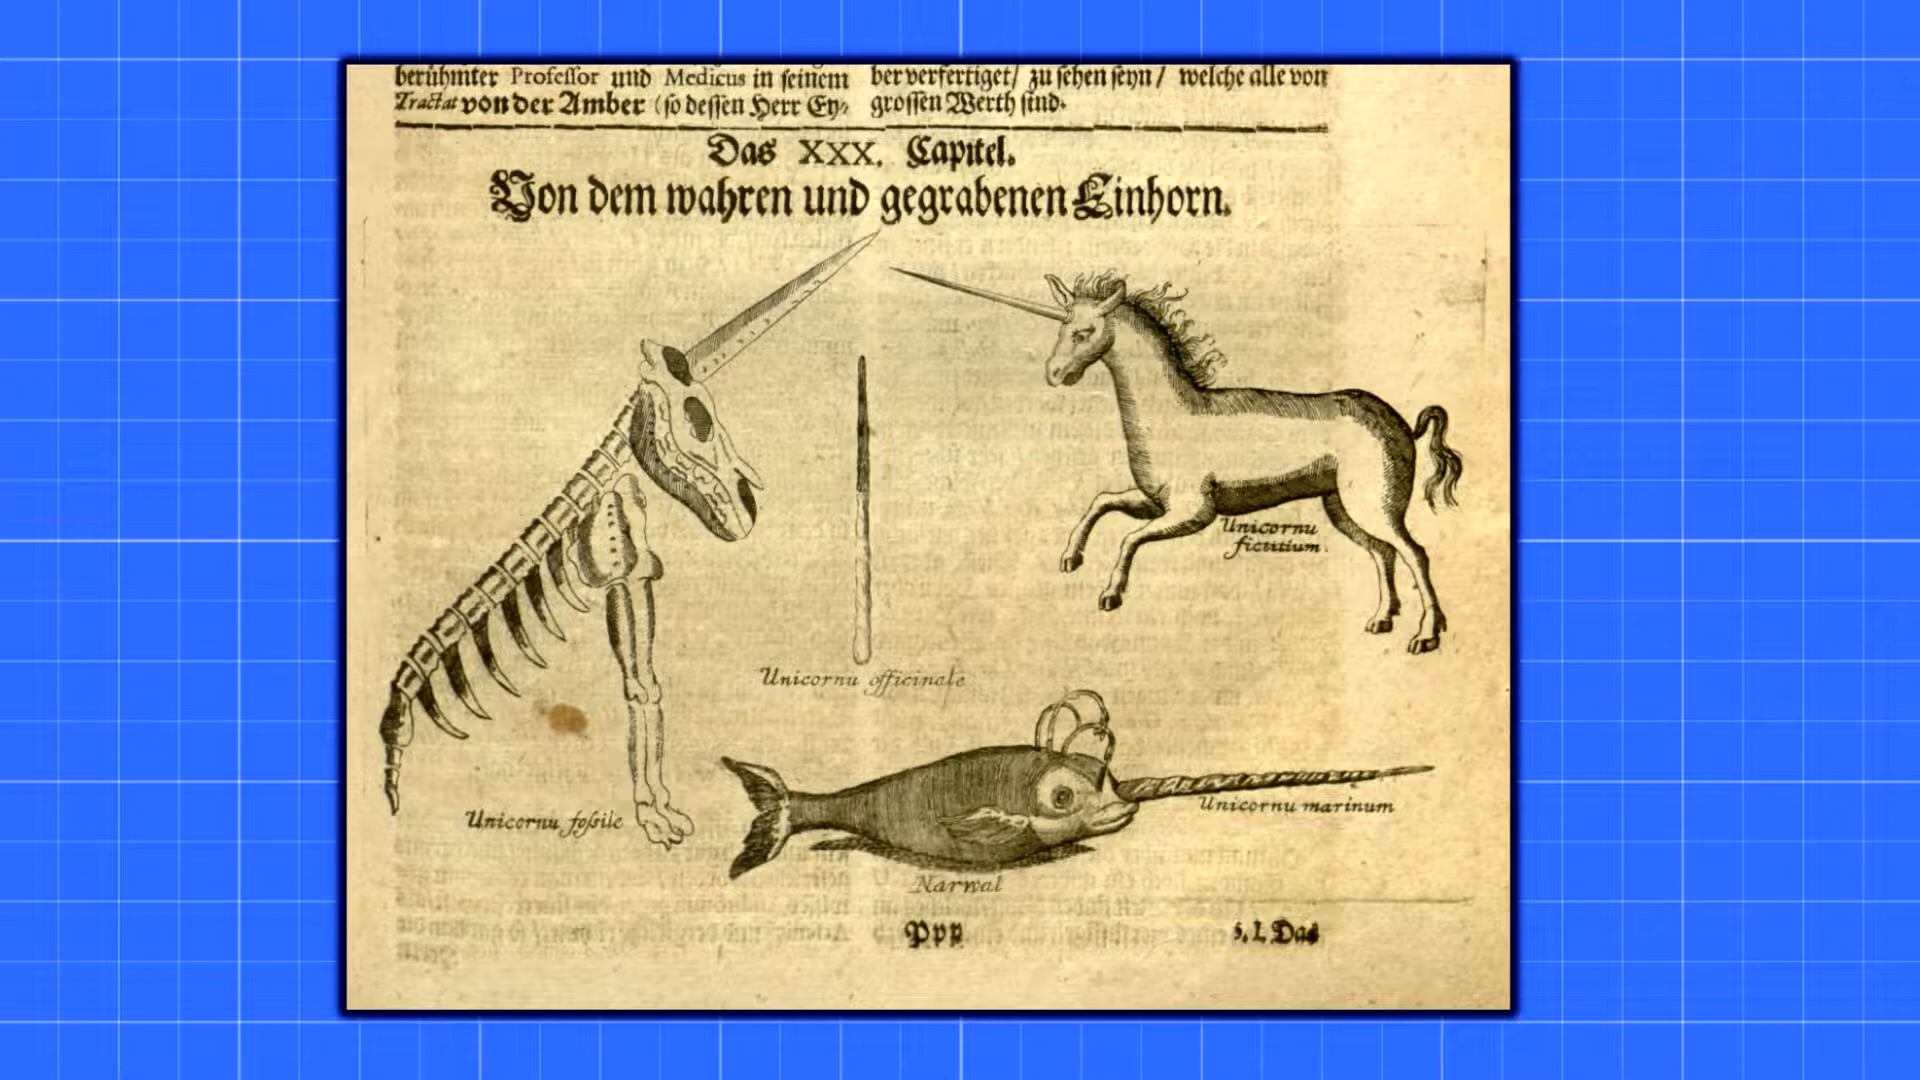 berühmter Professor und Medicus in seinem
Tractat von der Amber (so dessen Herr Ey-
ber verfertiget/ zu sehen seyn/ welche alle von
grossen Werth sind.
Das XXX. Capitel.
Von dem wahren und gegrabenen Einhorn.
Unicornu fictitium.
Unicornu officinale
Unicornu fossile
Unicornu marinum
Narwal
Ppp
5. I. Das